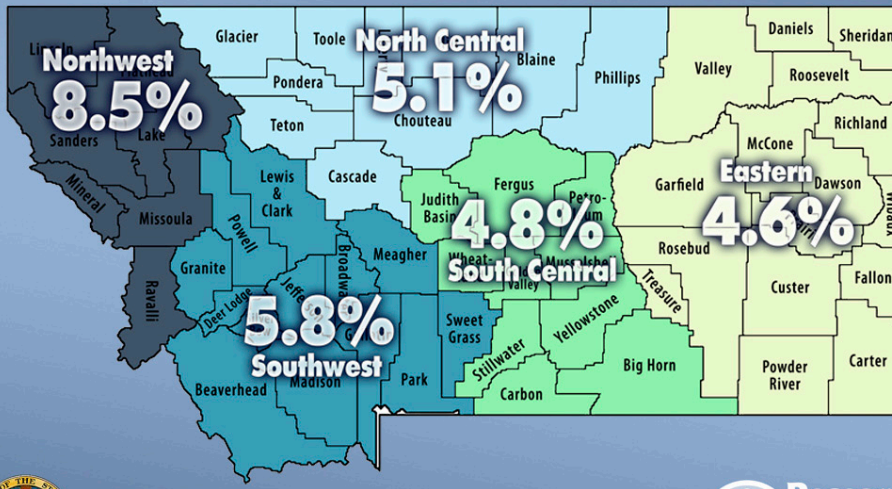 Northwest
8.5%
North Central
5.1%
Eastern
4.6%
4.8%
South Central
5.8%
Southwest
Glacier
Toole
Blaine
Phillips
Pondera
Chouteau
Teton
Cascade
Valley
Daniels
Sheridan
Roosevelt
Richland
McCone
Garfield
Dawson
Rosebud
Treasure
Custer
Fallon
Powder
River
Carter
Sanders
Lake
Mineral
Missoula
Ravalli
Lewis
&
Clark
Powell
Granite
Deer Lodge
Broadwater
Meagher
Beaverhead
Madison
Park
Sweet
Grass
Judith
Basin
Fergus
Petro-
Wheat-
Valley
Stillwater
Yellowstone
Carbon
Big Horn
OF THE